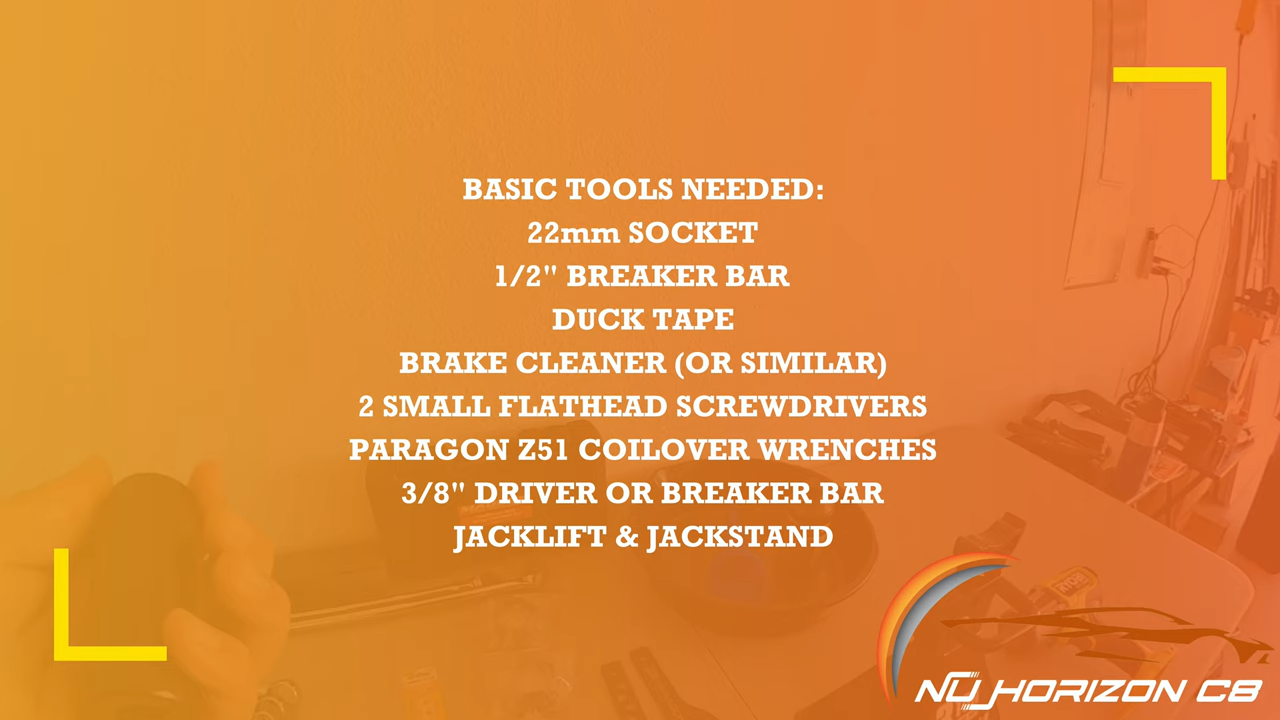 BASIC TOOLS NEEDED:
22mm SOCKET
1/2" BREAKER BAR
DUCK TAPE
BRAKE CLEANER (OR SIMILAR)
2 SMALL FLATHEAD SCREWDRIVERS
PARAGON Z51 COILOVER WRENCHES
3/8" DRIVER OR BREAKER BAR
JACKLIFT & JACKSTAND
RYOBI
NU HORIZON C8